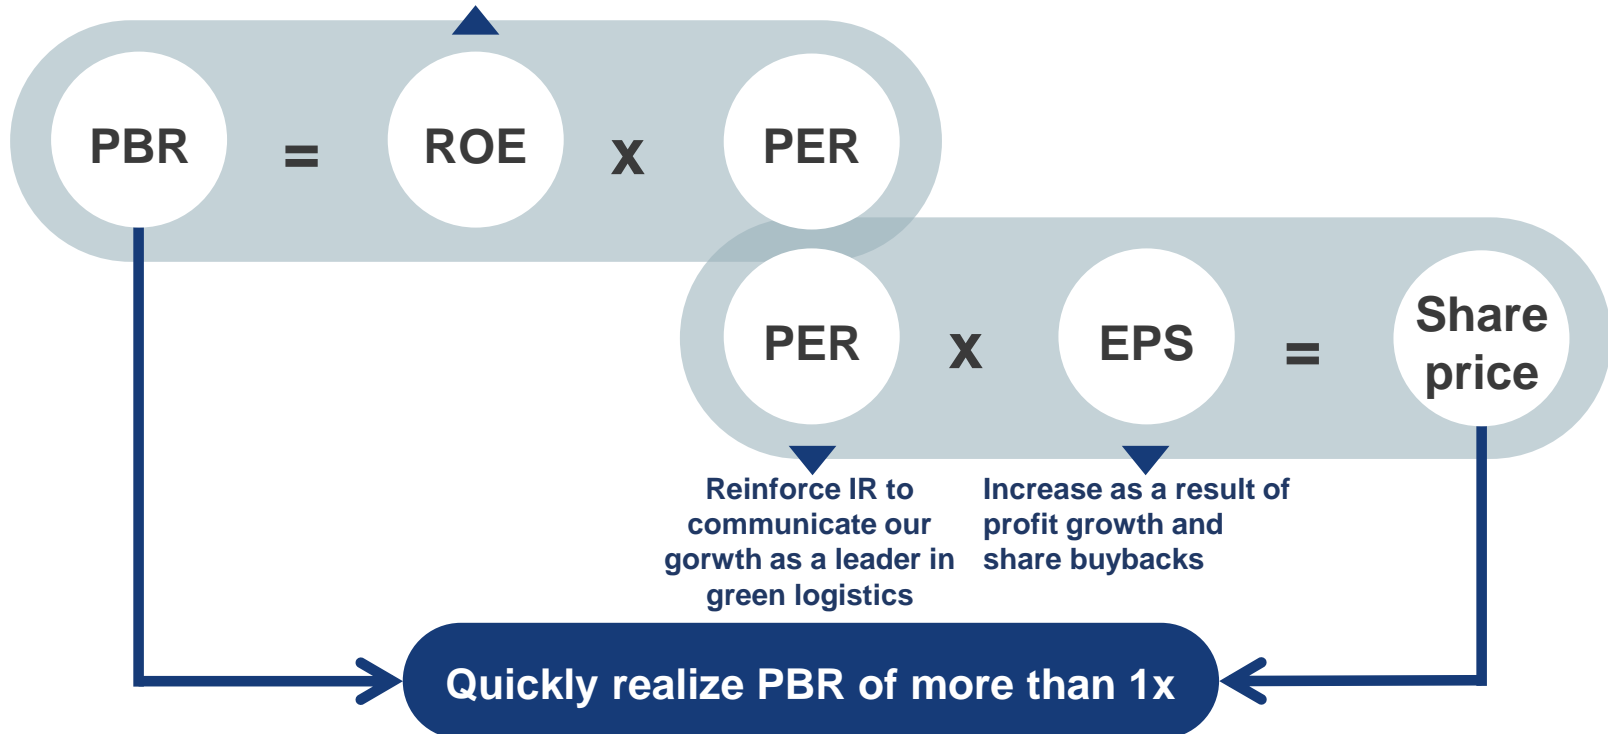 PBR = ROE x PER
PER x EPS = Share
price
Reinforce IR to
communicate our
gorwth as a leader in
green logistics
Increase as a result of
profit growth and
share buybacks
Quickly realize PBR of more than 1x